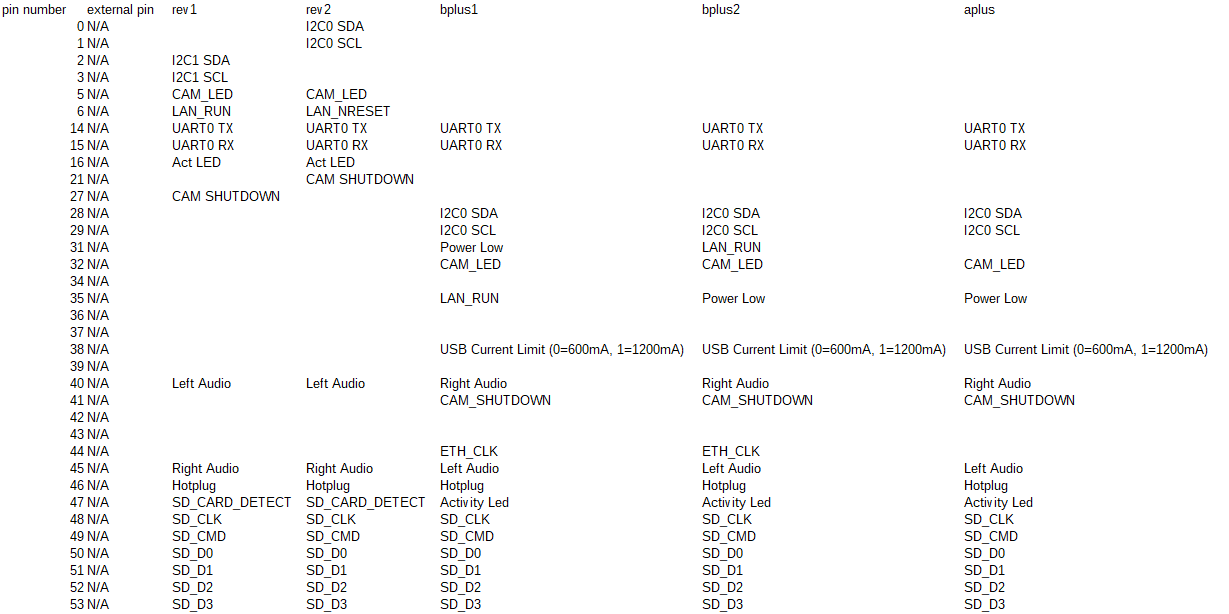 pin number external pin rev1 rev2 bplus1 bplus2 aplus
0 N/A I2C0 SDA
1 N/A I2C0 SCL
2 N/A I2C1 SDA
3 N/A I2C1 SCL
5 N/A CAM_LED CAM_LED
6 N/A LAN_RUN LAN_NRESET
14 N/A UART0 TX UART0 TX UART0 TX UART0 TX UART0 TX
15 N/A UART0 RX UART0 RX UART0 RX UART0 RX UART0 RX
16 N/A Act LED Act LED
21 N/A CAM SHUTDOWN
27 N/A CAM SHUTDOWN
28 N/A I2C0 SDA I2C0 SDA I2C0 SDA
29 N/A I2C0 SCL I2C0 SCL I2C0 SCL
31 N/A Power Low LAN_RUN
32 N/A CAM_LED CAM_LED CAM_LED
34 N/A
35 N/A LAN_RUN Power Low Power Low
36 N/A
37 N/A
38 N/A USB Current Limit (0=600mA, 1=1200mA) USB Current Limit (0=600mA, 1=1200mA) USB Current Limit (0=600mA, 1=1200mA)
39 N/A
40 N/A Left Audio Left Audio Right Audio Right Audio Right Audio
41 N/A CAM_SHUTDOWN CAM_SHUTDOWN CAM_SHUTDOWN
42 N/A
43 N/A
44 N/A ETH_CLK ETH_CLK
45 N/A Right Audio Right Audio Left Audio Left Audio Left Audio
46 N/A Hotplug Hotplug Hotplug Hotplug Hotplug
47 N/A SD_CARD_DETECT SD_CARD_DETECT Activity Led Activity Led Activity Led
48 N/A SD_CLK SD_CLK SD_CLK SD_CLK SD_CLK
49 N/A SD_CMD SD_CMD SD_CMD SD_CMD SD_CMD
50 N/A SD_D0 SD_D0 SD_D0 SD_D0 SD_D0
51 N/A SD_D1 SD_D1 SD_D1 SD_D1 SD_D1
52 N/A SD_D2 SD_D2 SD_D2 SD_D2 SD_D2
53 N/A SD_D3 SD_D3 SD_D3 SD_D3 SD_D3